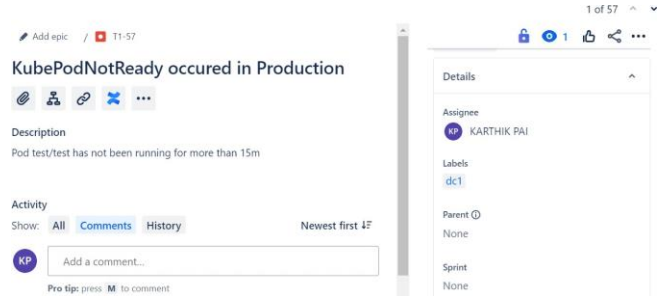 1 of 57
Add epic / T1-57
1
KubePodNotReady occured in Production
Description
Pod test/test has not been running for more than 15m
Activity
Show: All Comments History Newest first
KP Add a comment...
Pro tip: press M to comment
Details
Assignee
KP KARTHIK PAI
Labels
dc1
Parent
None
Sprint
None